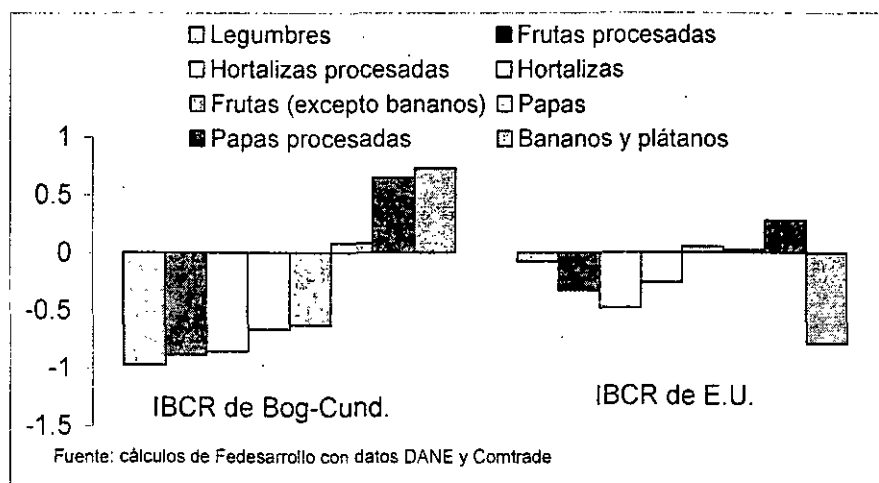 Legumbres Frutas procesadas
Hortalizas procesadas Hortalizas
Frutas (excepto bananos) Papas
Papas procesadas Bananos y plátanos
1
0.5
0
-0.5
-1
-1.5
IBCR de Bog-Cund. IBCR de E.U.
Fuente: cálculos de Fedesarrollo con datos DANE y Comtrade